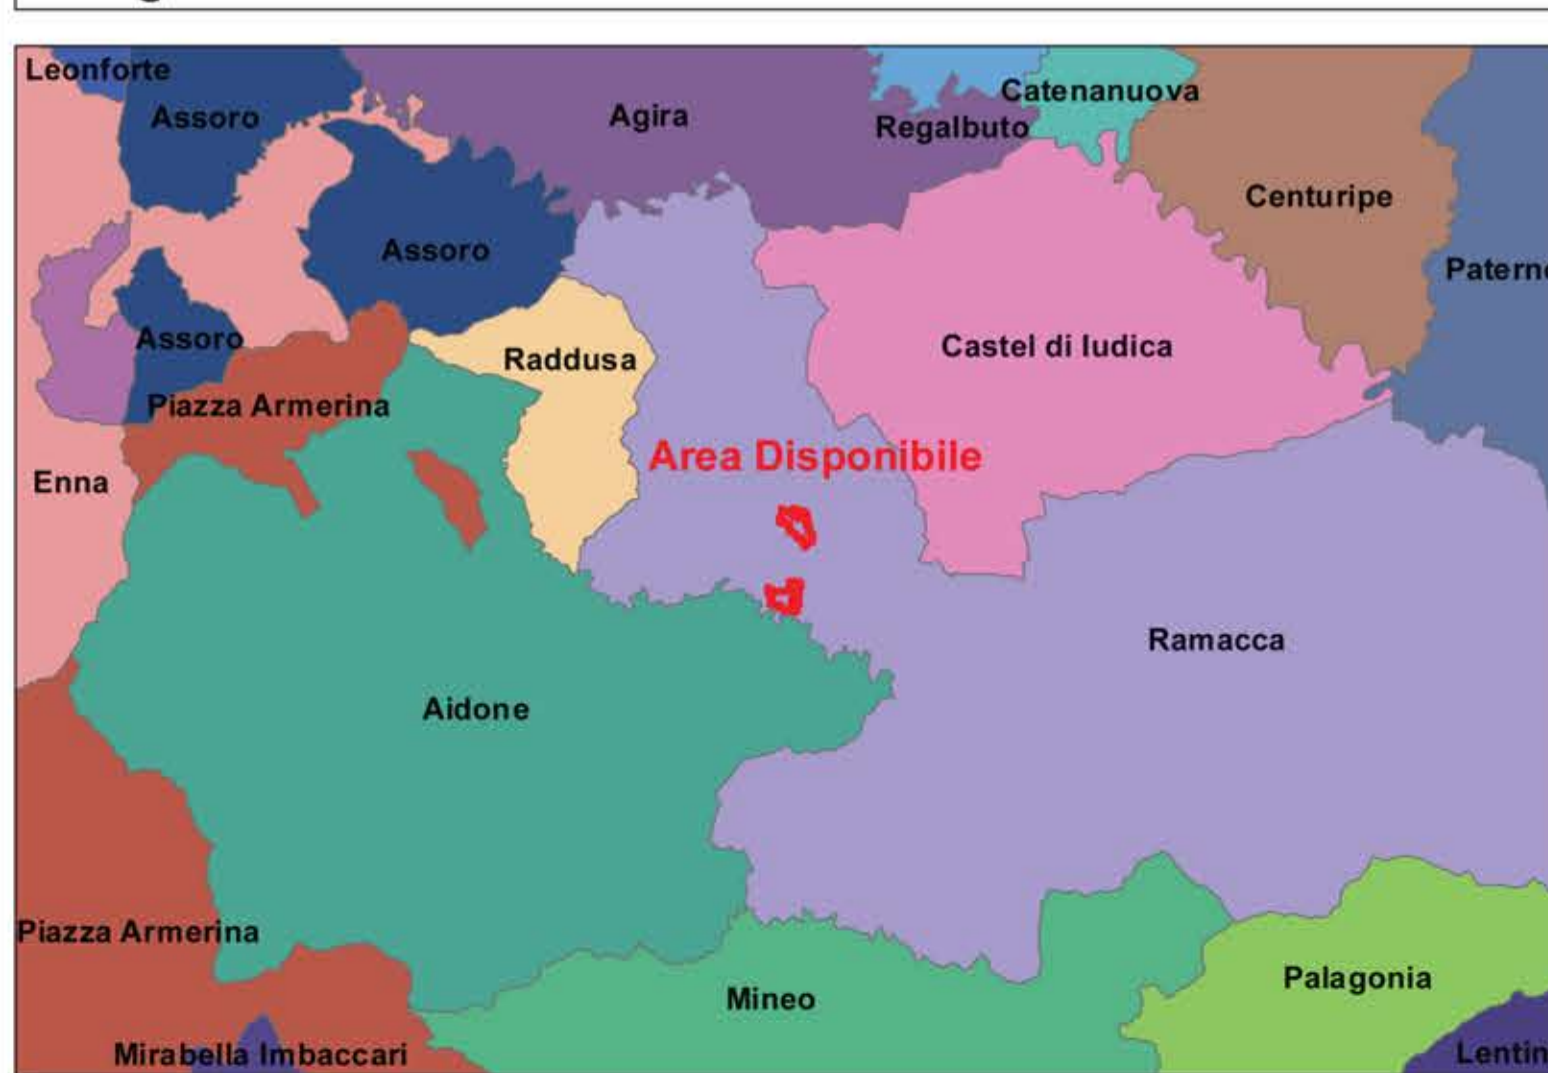 Leonforte
Assoro
Agira
Catenanuova
Regalbuto
Centuripe
Assoro
Assoro
Raddusa
Castel di Iudica
Piazza Armerina
Area Disponibile
Enna
Ramacca
Aidone
Piazza Armerina
Palagonia
Mineo
Mirabella Imbaccari